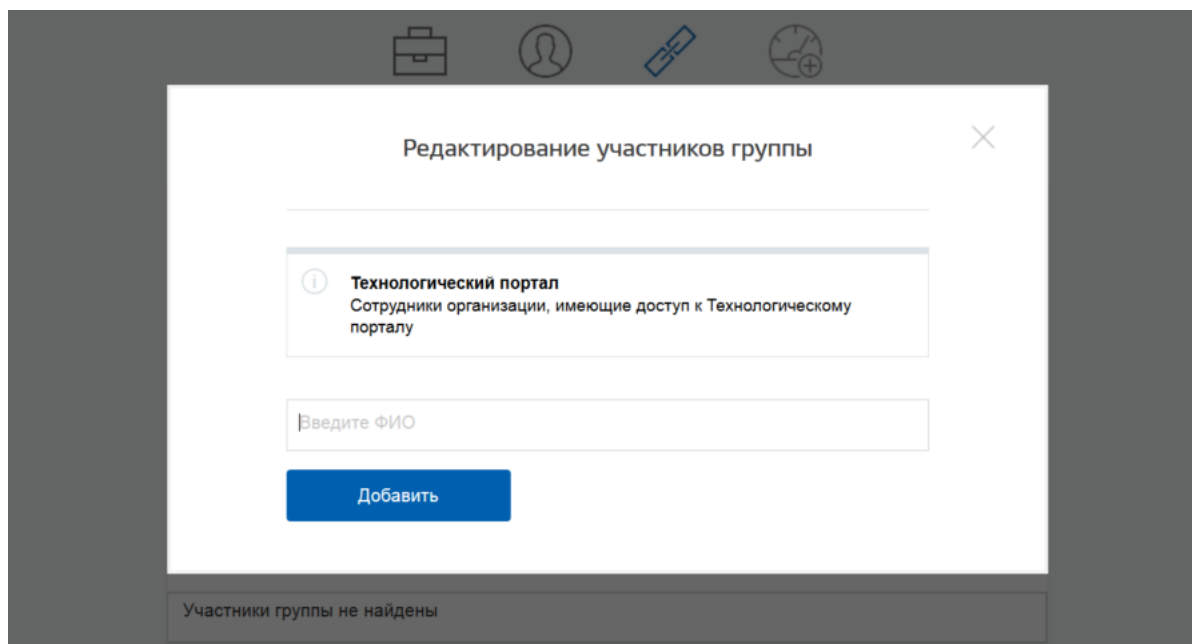 Редактирование участников группы
Технологический портал
Сотрудники организации, имеющие доступ к Технологическому
порталу
Введите ФИО
Добавить
Участники группы не найдены